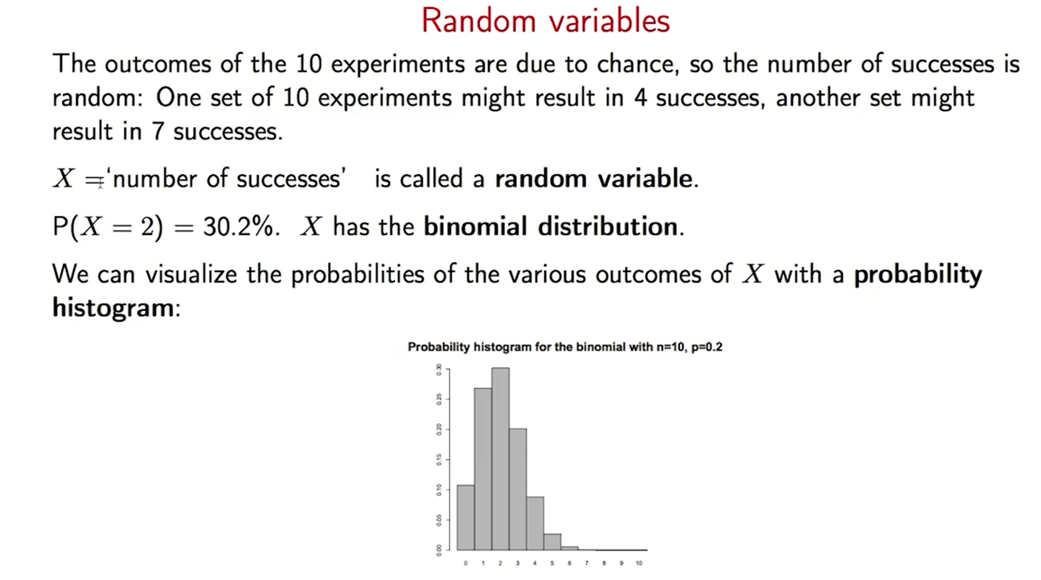 Random variables
The outcomes of the 10 experiments are due to chance, so the number of successes is
random: One set of 10 experiments might result in 4 successes, another set might
result in 7 successes.
X =‘number of successes’ is called a random variable.
P(X = 2) = 30.2%. X has the binomial distribution.
We can visualize the probabilities of the various outcomes of X with a probability
histogram:
Probability histogram for the binomial with n=10, p=0.2
0.30
0.25
0.20
0.15
0.10
0.05
0.00
0 1 2 3 4 5 6 7 8 9 10